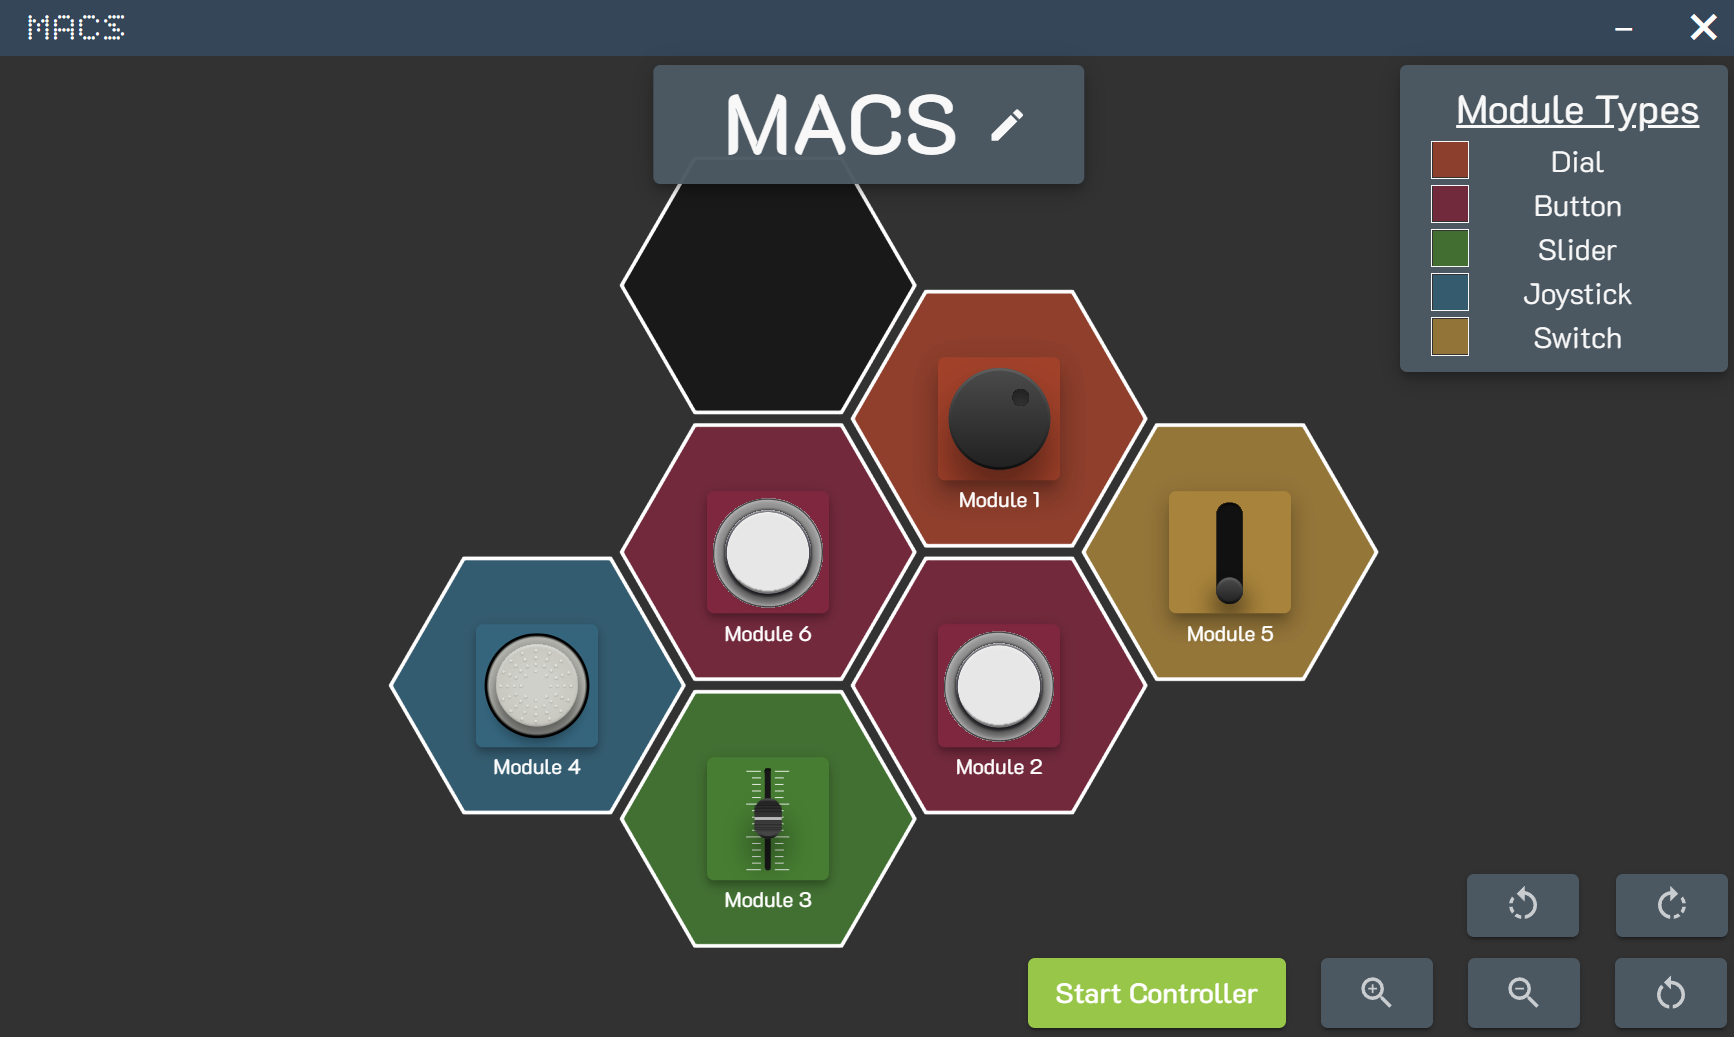 MACS
MACS
Module Types
Dial
Button
Slider
Joystick
Switch
Module 1
Module 6
Module 5
Module 4
Module 2
Module 3
Start Controller